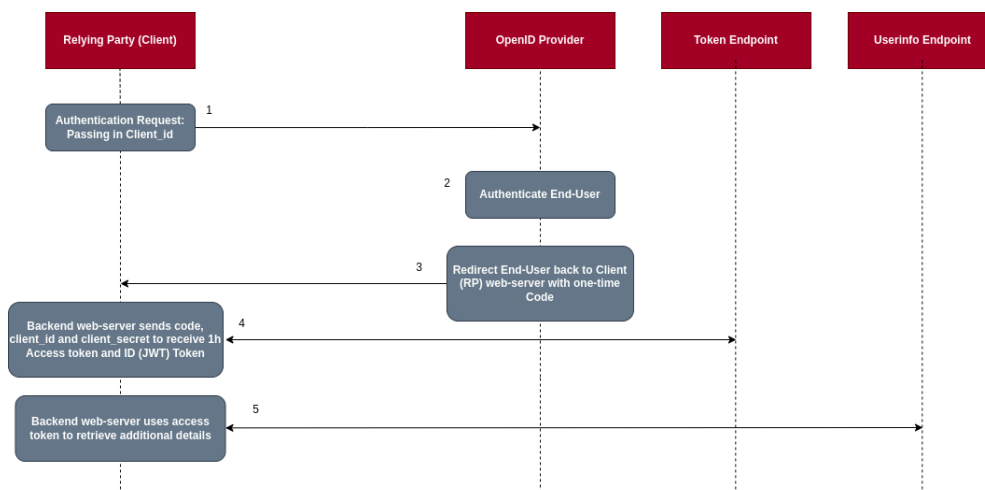 Relying Party (Client)
OpenID Provider
Token Endpoint
Userinfo Endpoint
Authentication Request:
Passing in Client_id
1
2
Authenticate End-User
3
Redirect End-User back to Client
(RP) web-server with one-time
Code
Backend web-server sends code,
client_id and client_secret to receive 1h
Access token and ID (JWT) Token
4
Backend web-server uses access
token to retrieve additional details
5